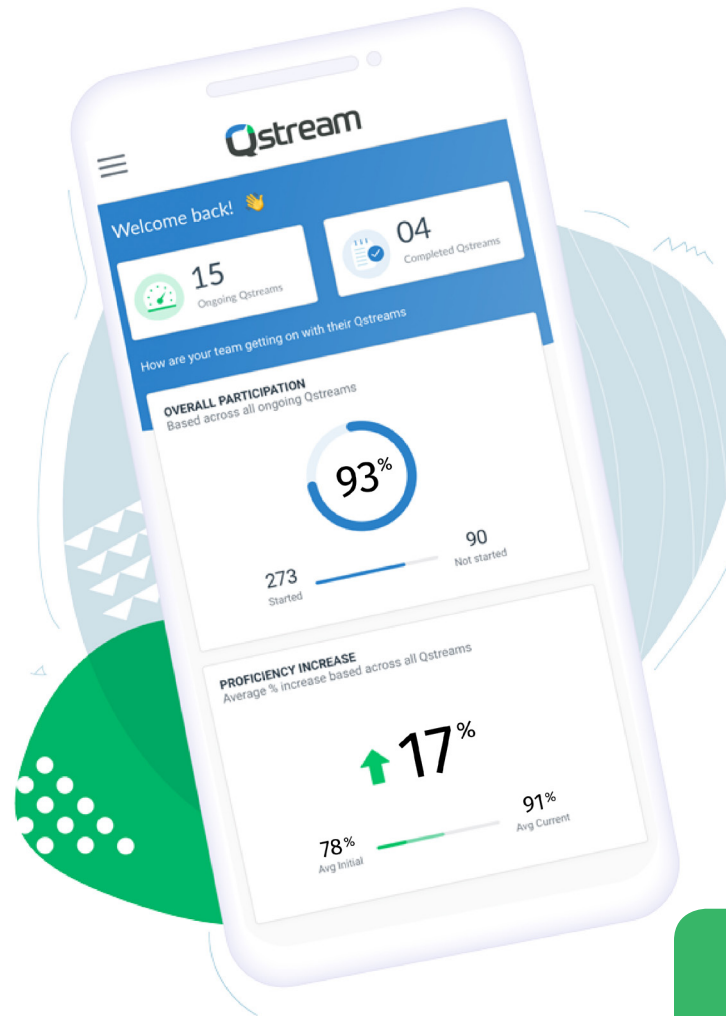 Qstream
Welcome back! 👋
15
Ongoing Qstreams
04
Completed Qstreams
How are your team getting on with their Qstreams
OVERALL PARTICIPATION
Based across all ongoing Qstreams
93%
273
Started
90
Not started
PROFICIENCY INCREASE
Average % increase based across all Qstreams
17%
78%
Avg Initial
91%
Avg Current